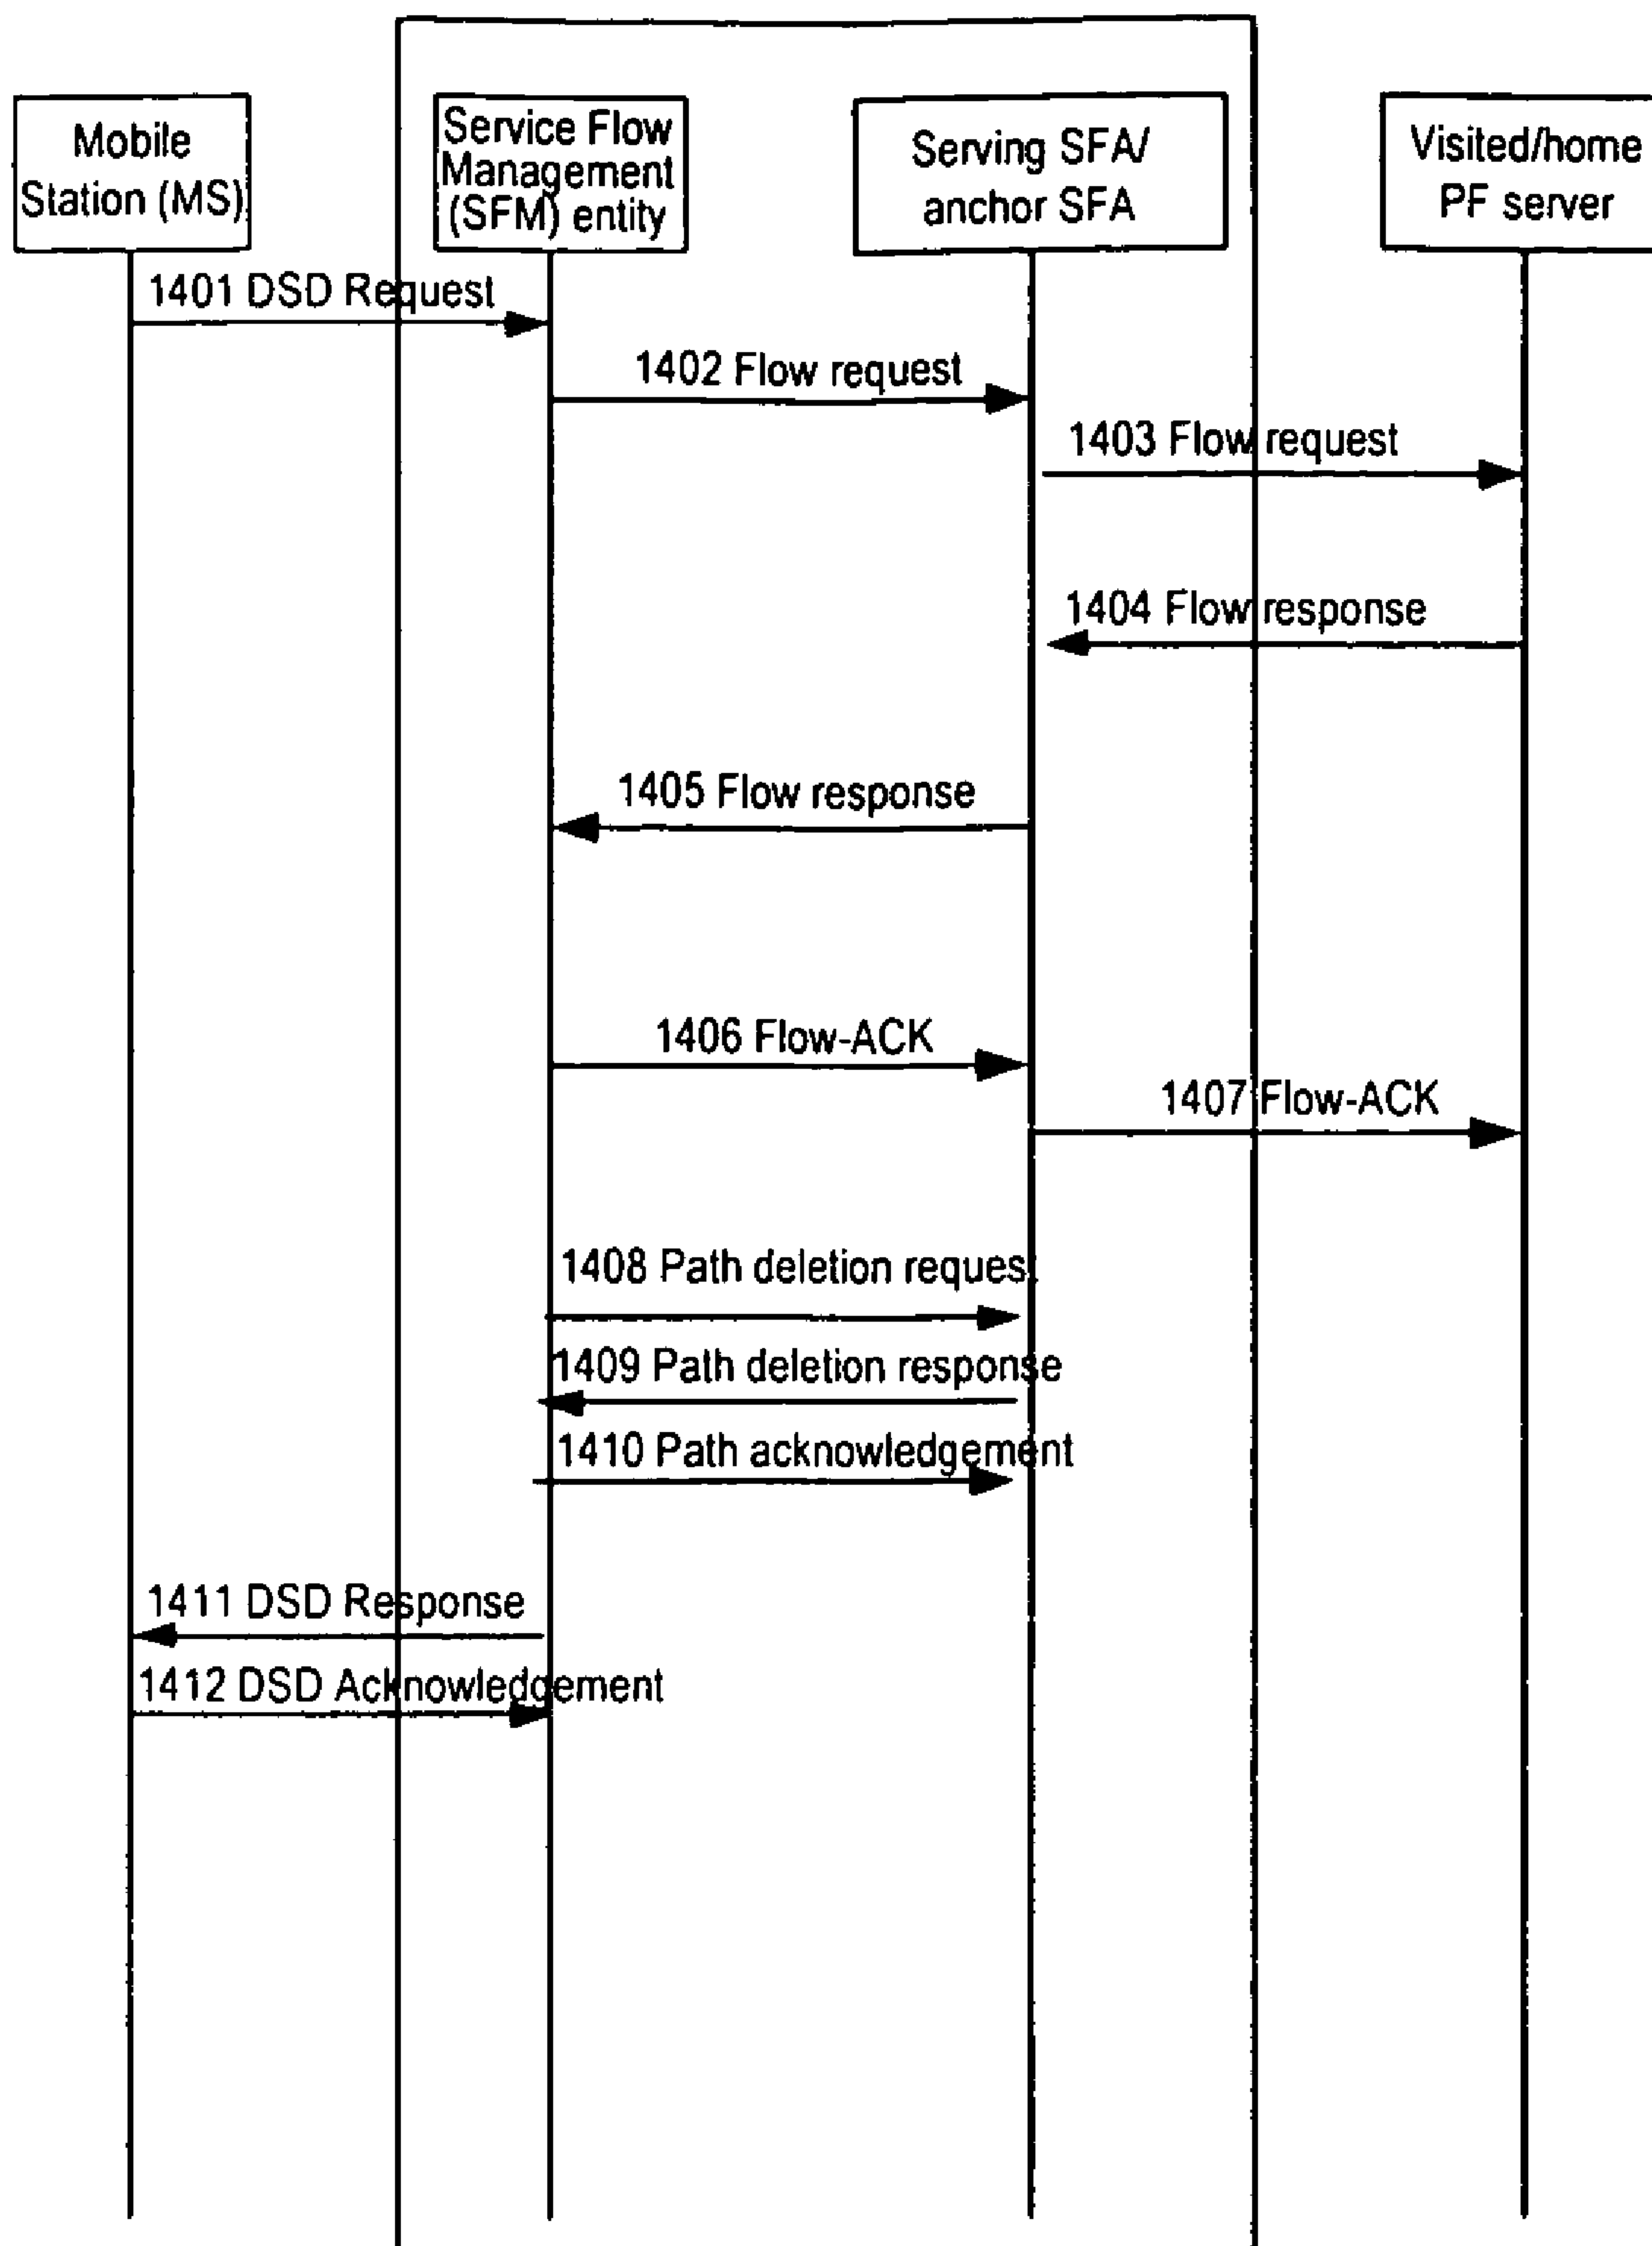 Mobile
Station (MS)
Service Flow
Management
(SFM) entity
Serving SFA/
anchor SFA
Visited/home
PF server
1401 DSD Request
1402 Flow request
1403 Flow request
1404 Flow response
1405 Flow response
1406 Flow-ACK
1407 Flow-ACK
1408 Path deletion request
1409 Path deletion response
1410 Path acknowledgement
1411 DSD Response
1412 DSD Acknowledgement